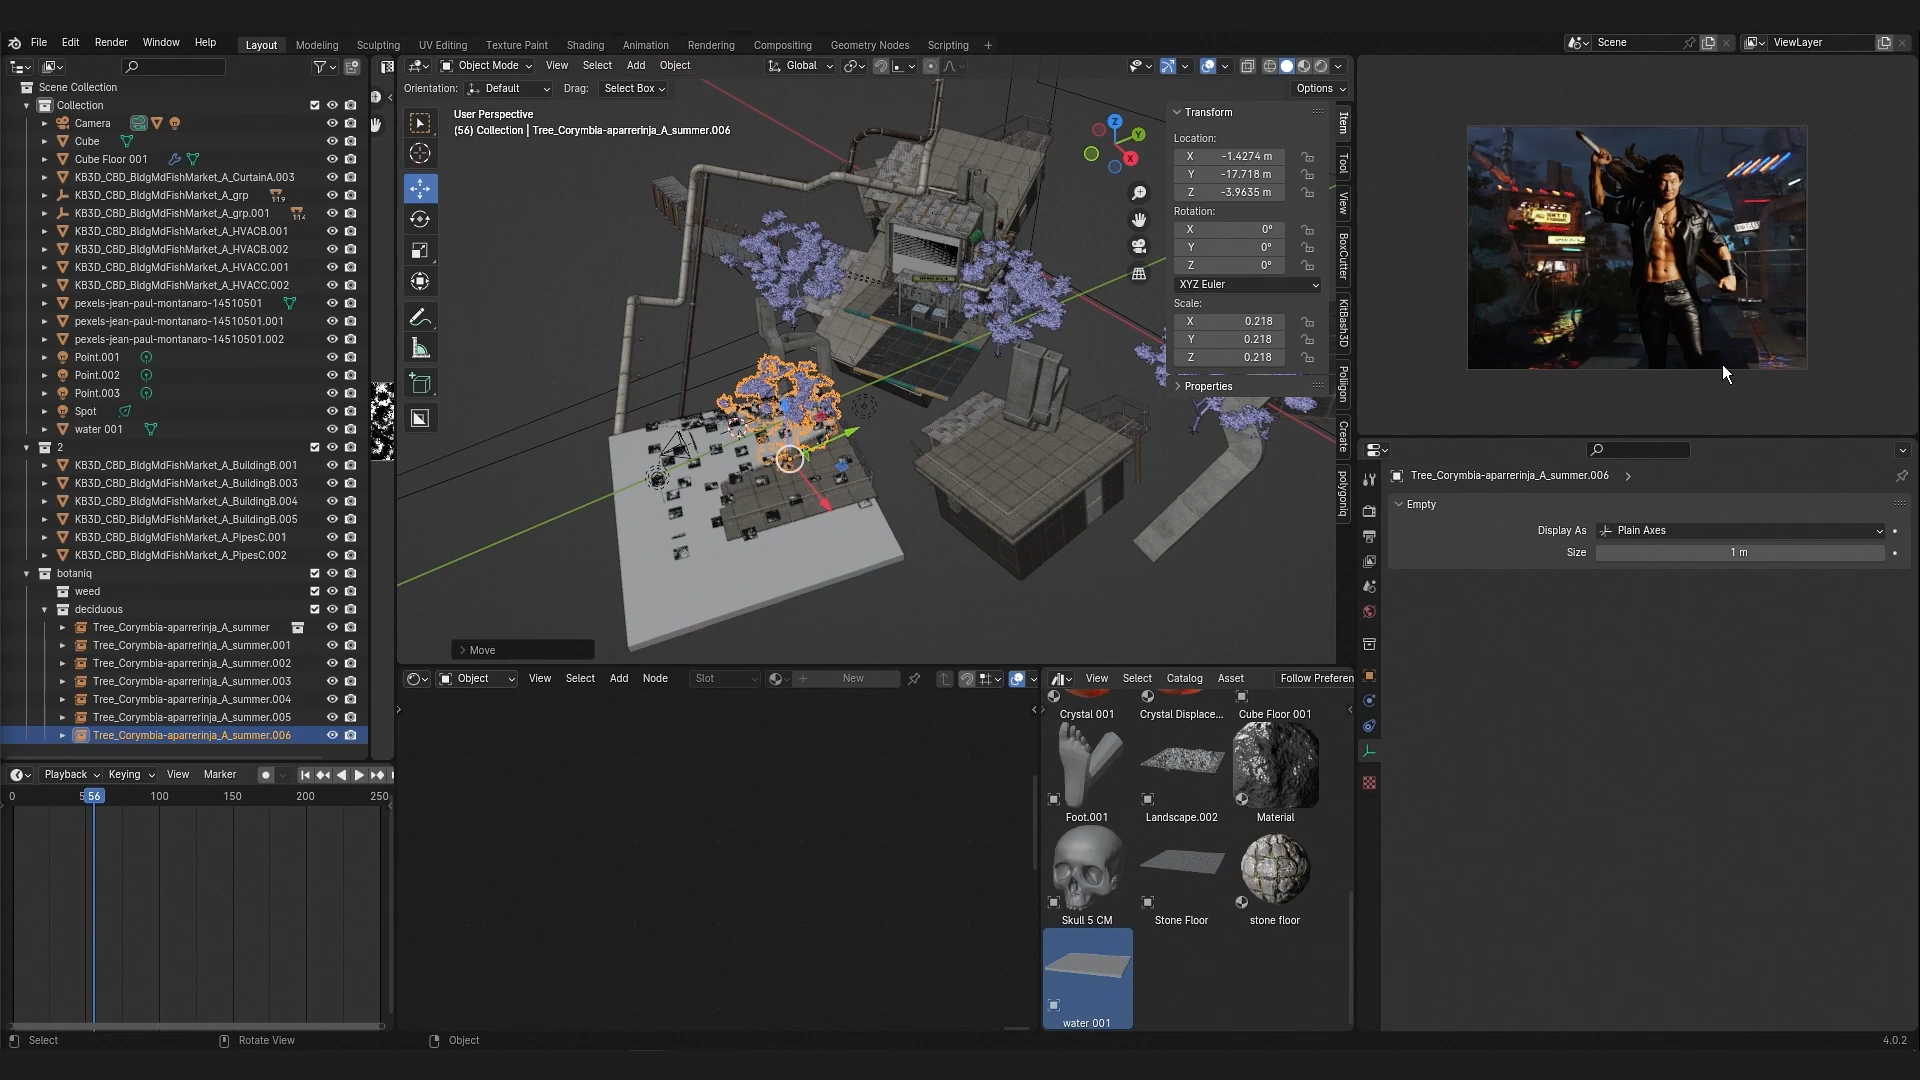 File Edit Render Window Help Layout Modeling Sculpting UV Editing Texture Paint Shading Animation Rendering Compositing Geometry Nodes Scripting + Scene ViewLayer
Object Mode View Select Add Object Global
Orientation: Default Drag: Select Box Options
Scene Collection
Collection
Camera
Cube
Cube Floor 001
KB3D_CBD_BldgMdFishMarket_A_CurtainA.003
KB3D_CBD_BldgMdFishMarket_A_grp
KB3D_CBD_BldgMdFishMarket_A_grp.001
KB3D_CBD_BldgMdFishMarket_A_HVACB.001
KB3D_CBD_BldgMdFishMarket_A_HVACB.002
KB3D_CBD_BldgMdFishMarket_A_HVACC.001
KB3D_CBD_BldgMdFishMarket_A_HVACC.002
pexels-jean-paul-montanaro-14510501
pexels-jean-paul-montanaro-14510501.001
pexels-jean-paul-montanaro-14510501.002
Point.001
Point.002
Point.003
Spot
water 001
2
KB3D_CBD_BldgMdFishMarket_A_BuildingB.001
KB3D_CBD_BldgMdFishMarket_A_BuildingB.003
KB3D_CBD_BldgMdFishMarket_A_BuildingB.004
KB3D_CBD_BldgMdFishMarket_A_BuildingB.005
KB3D_CBD_BldgMdFishMarket_A_PipesC.001
KB3D_CBD_BldgMdFishMarket_A_PipesC.002
botaniq
weed
deciduous
Tree_Corymbia-aparrerinja_A_summer
Tree_Corymbia-aparrerinja_A_summer.001
Tree_Corymbia-aparrerinja_A_summer.002
Tree_Corymbia-aparrerinja_A_summer.003
Tree_Corymbia-aparrerinja_A_summer.004
Tree_Corymbia-aparrerinja_A_summer.005
Tree_Corymbia-aparrerinja_A_summer.006
User Perspective
(56) Collection | Tree_Corymbia-aparrerinja_A_summer.006
Z
Y
X
Transform
Location:
X -1.4274 m
Y -17.718 m
Z -3.9635 m
Rotation:
X 0°
Y 0°
Z 0°
XYZ Euler
Scale:
X 0.218
Y 0.218
Z 0.218
Properties
Item
Tool
View
BoxCutter
KitBash3D
Poliigon
Create
polygoniq
Move
Tree_Corymbia-aparrerinja_A_summer.006
Empty
Display As Plain Axes
Size 1 m
Object View Select Add Node Slot + New
View Select Catalog Asset Follow Preferen
Crystal 001 Crystal Displace... Cube Floor 001
Foot.001 Landscape.002 Material
Skull 5 CM Stone Floor stone floor
water 001
Playback Keying View Marker
0 56 100 150 200 250
Select Rotate View Object 4.0.2